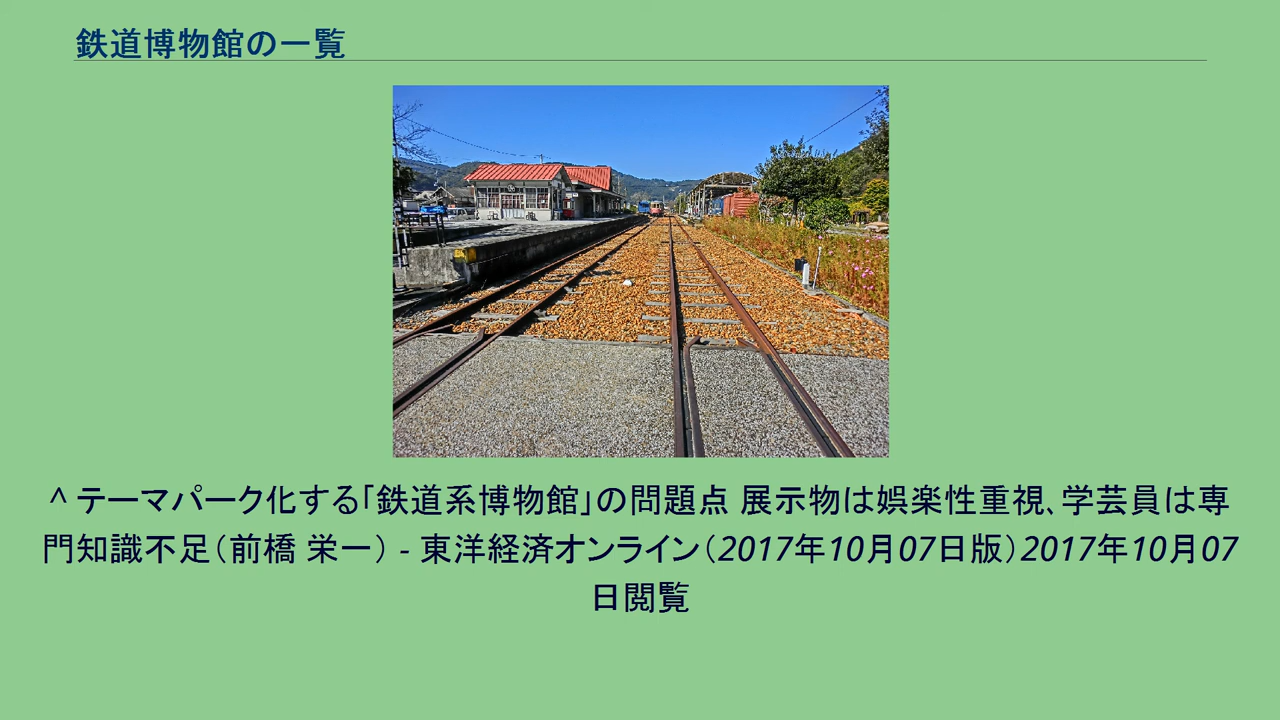 鉄道博物館の一覧
^ テーマパーク化する「鉄道系博物館」の問題点 展示物は娯楽性重視、学芸員は専
門知識不足（前橋 栄一） - 東洋経済オンライン（2017年10月07日版）2017年10月07
日閲覧